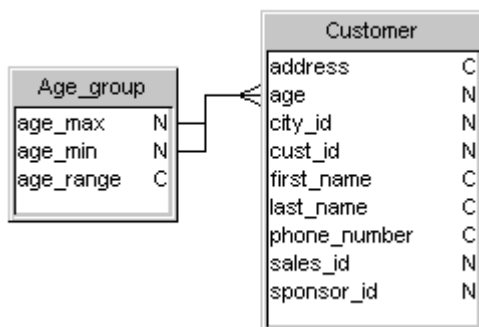 Age_group
age_max N
age_min N
age_range C
Customer
address C
age N
city_id N
cust_id N
first_name C
last_name C
phone_number C
sales_id N
sponsor_id N